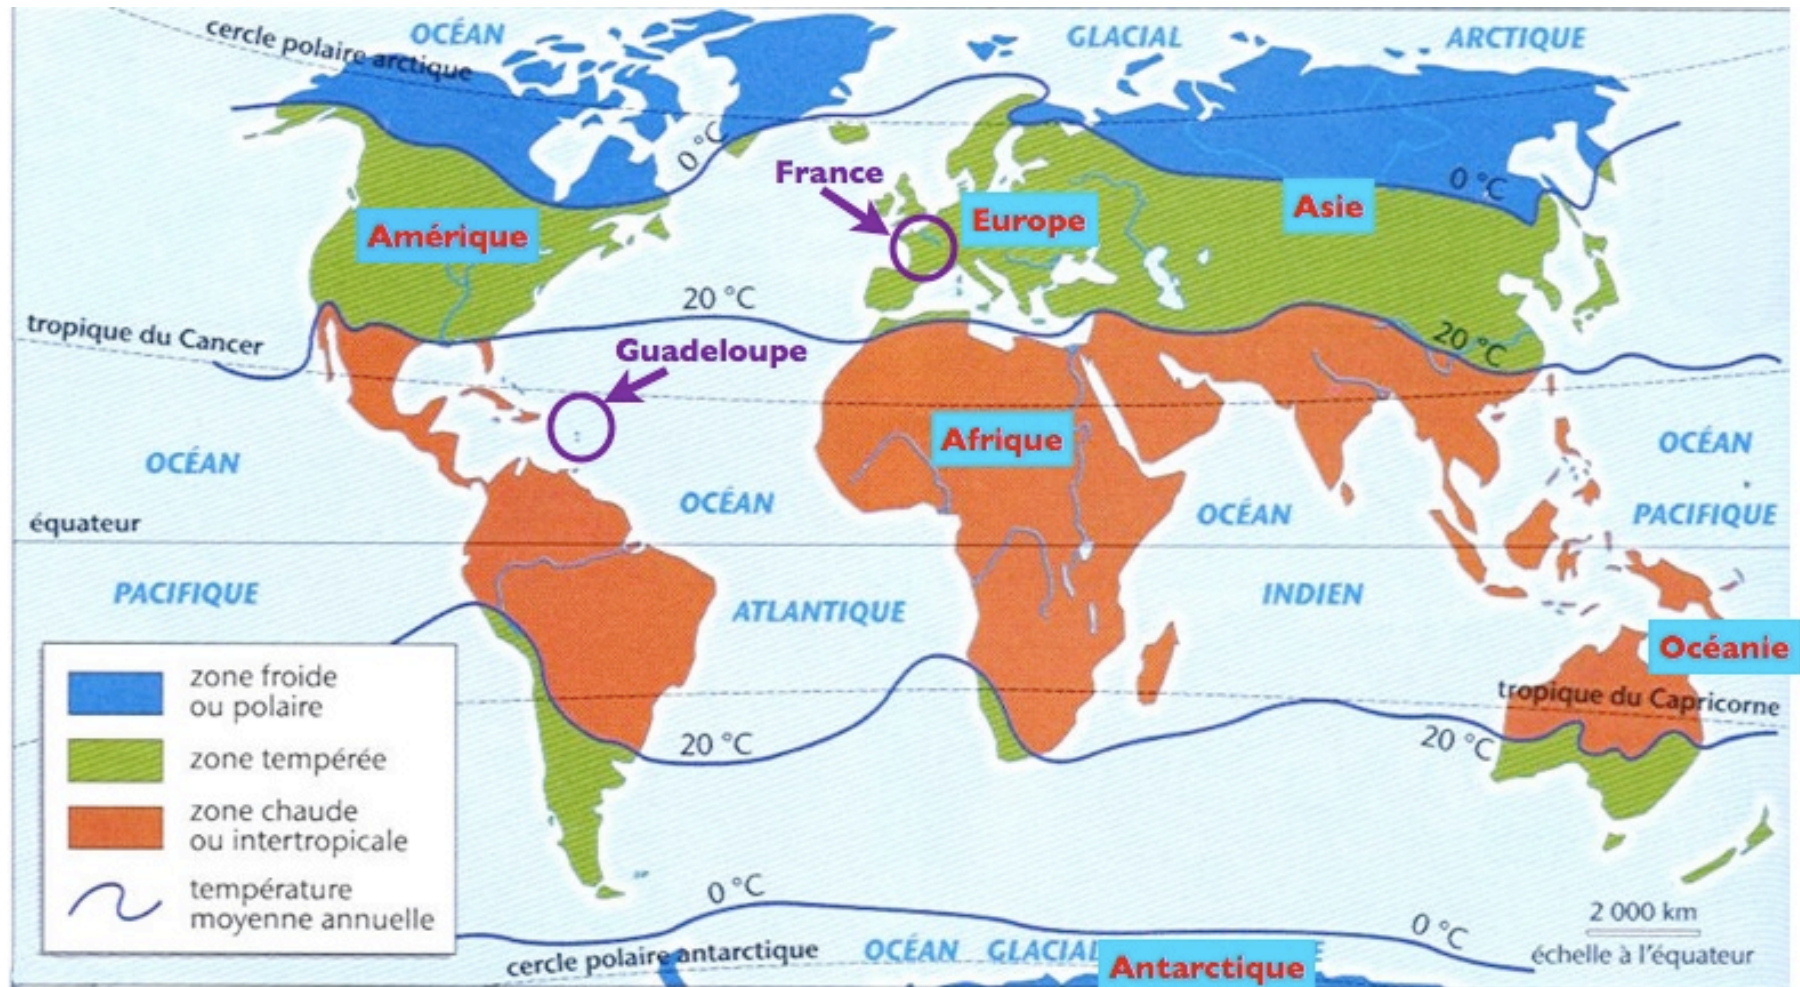 cercle polaire arctique
OCÉAN
GLACIAL
ARCTIQUE
0 °C
France
0 °C
Amérique
Europe
Asie
20 °C
tropique du Cancer
Guadeloupe
20 °C
Afrique
OCÉAN
OCÉAN
OCÉAN
OCÉAN
PACIFIQUE
équateur
PACIFIQUE
ATLANTIQUE
INDIEN
Océanie
zone froide
ou polaire
zone tempérée
zone chaude
ou intertropicale
température
moyenne annuelle
tropique du Capricorne
20 °C
20 °C
0 °C
0 °C
2 000 km
échelle à l'équateur
cercle polaire antarctique
OCÉAN GLACIAL
Antarctique
E